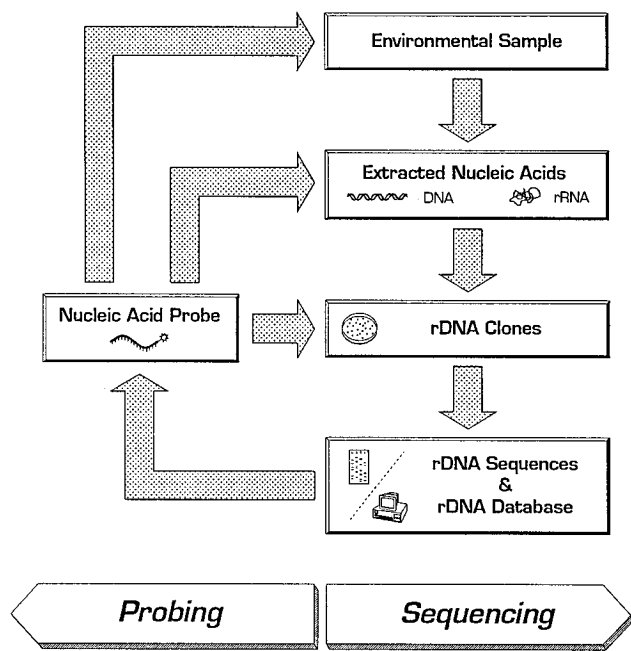 Environmental Sample
Extracted Nucleic Acids
DNA
rRNA
Nucleic Acid Probe
rDNA Clones
rDNA Sequences
&
rDNA Database
Probing
Sequencing